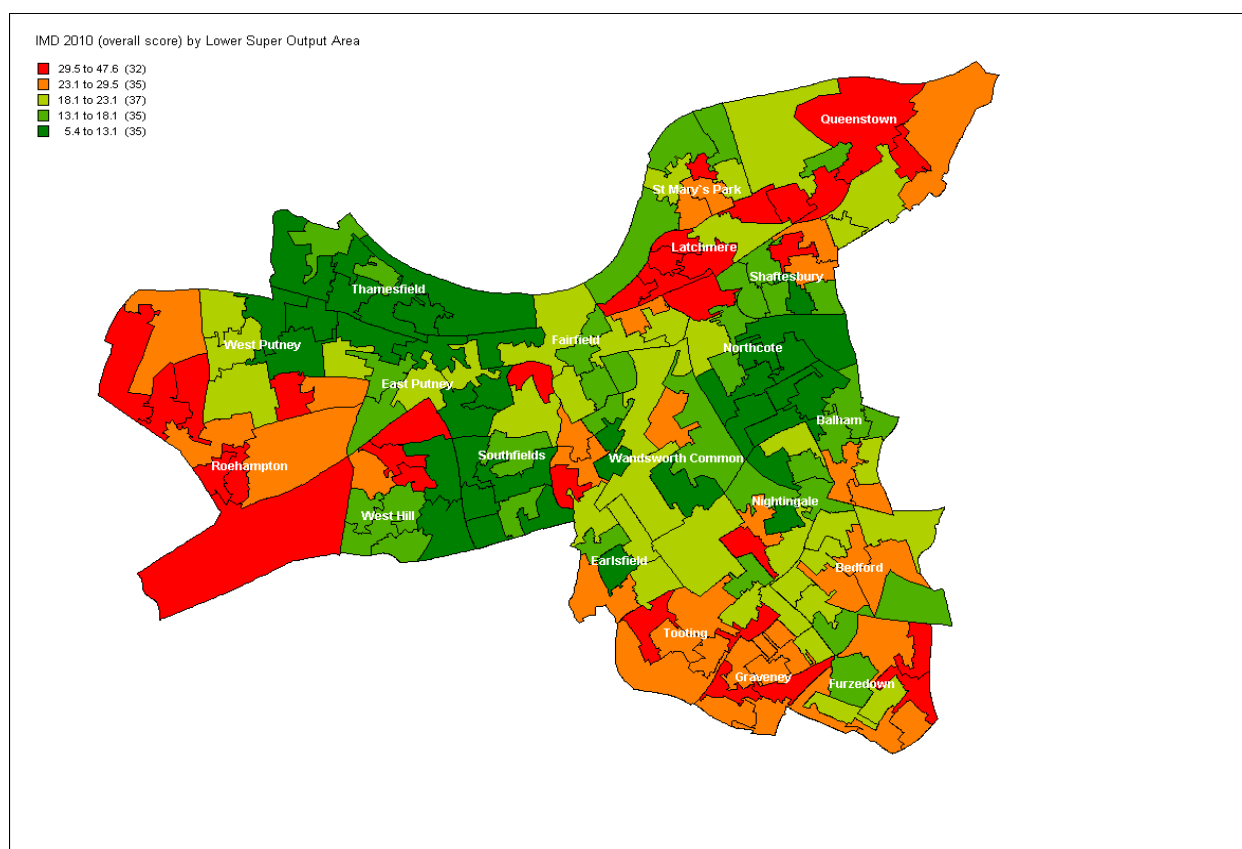 IMD 2010 (overall score) by Lower Super Output Area
29.5 to 47.6 (32)
23.1 to 29.5 (35)
18.1 to 23.1 (37)
13.1 to 18.1 (35)
5.4 to 13.1 (35)
Queenstown
St Mary`s Park
Latchmere
Shaftesbury
Thamesfield
West Putney
Fairfield
Northcote
East Putney
Balham
Southfields
Wandsworth Common
Roehampton
Nightingale
West Hill
Earlsfield
Bedford
Tooting
Graveney
Furzedown